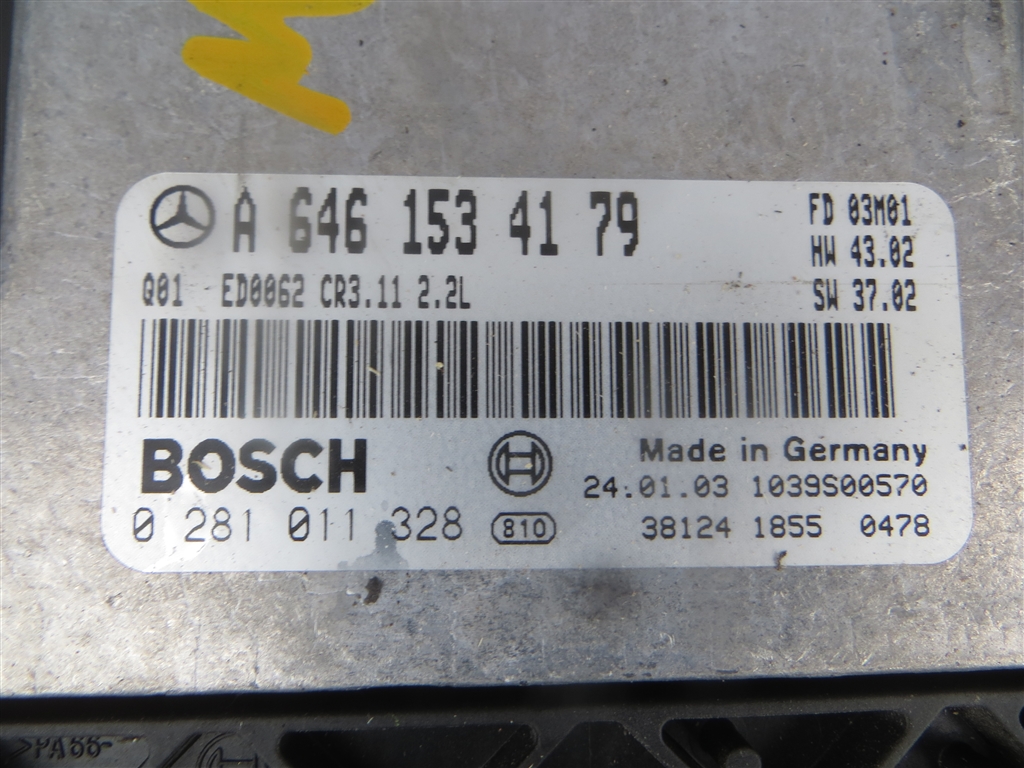 A 646 153 41 79
FD 03M01
HW 43.02
Q01 ED0062 CR3.11 2.2L
SW 37.02
BOSCH
Made in Germany
24.01.03 1039S00570
0 281 011 328
810
38124 1855 0478
>PA66-